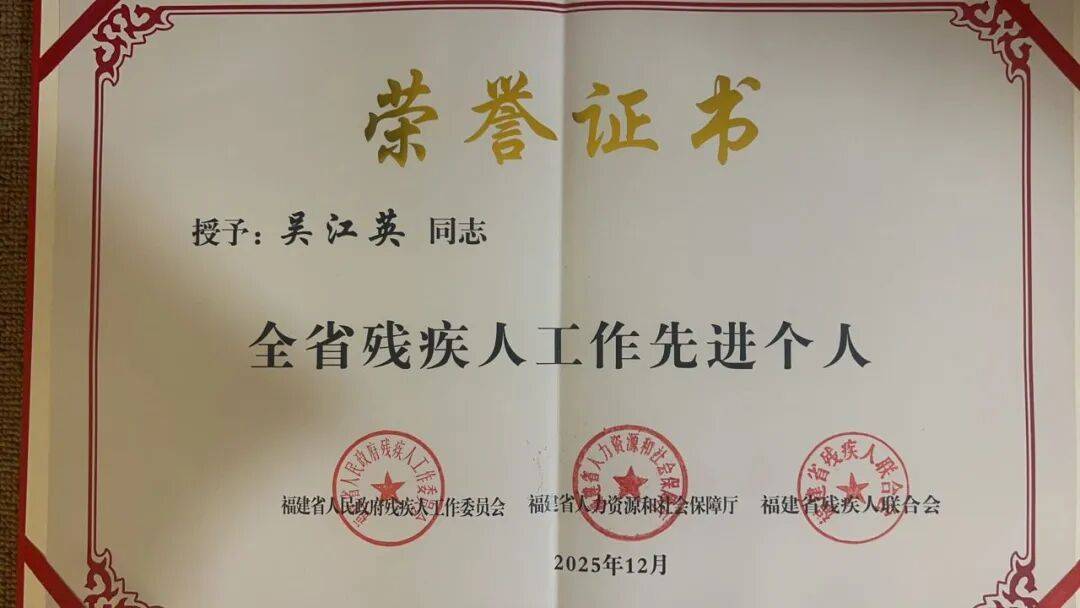 荣誉证书
授予：吴江英 同志
全省残疾人工作先进个人
福建省人民政府残疾人工作委员会 福建省人力资源和社会保障厅 福建省残疾人联合会
2025年12月